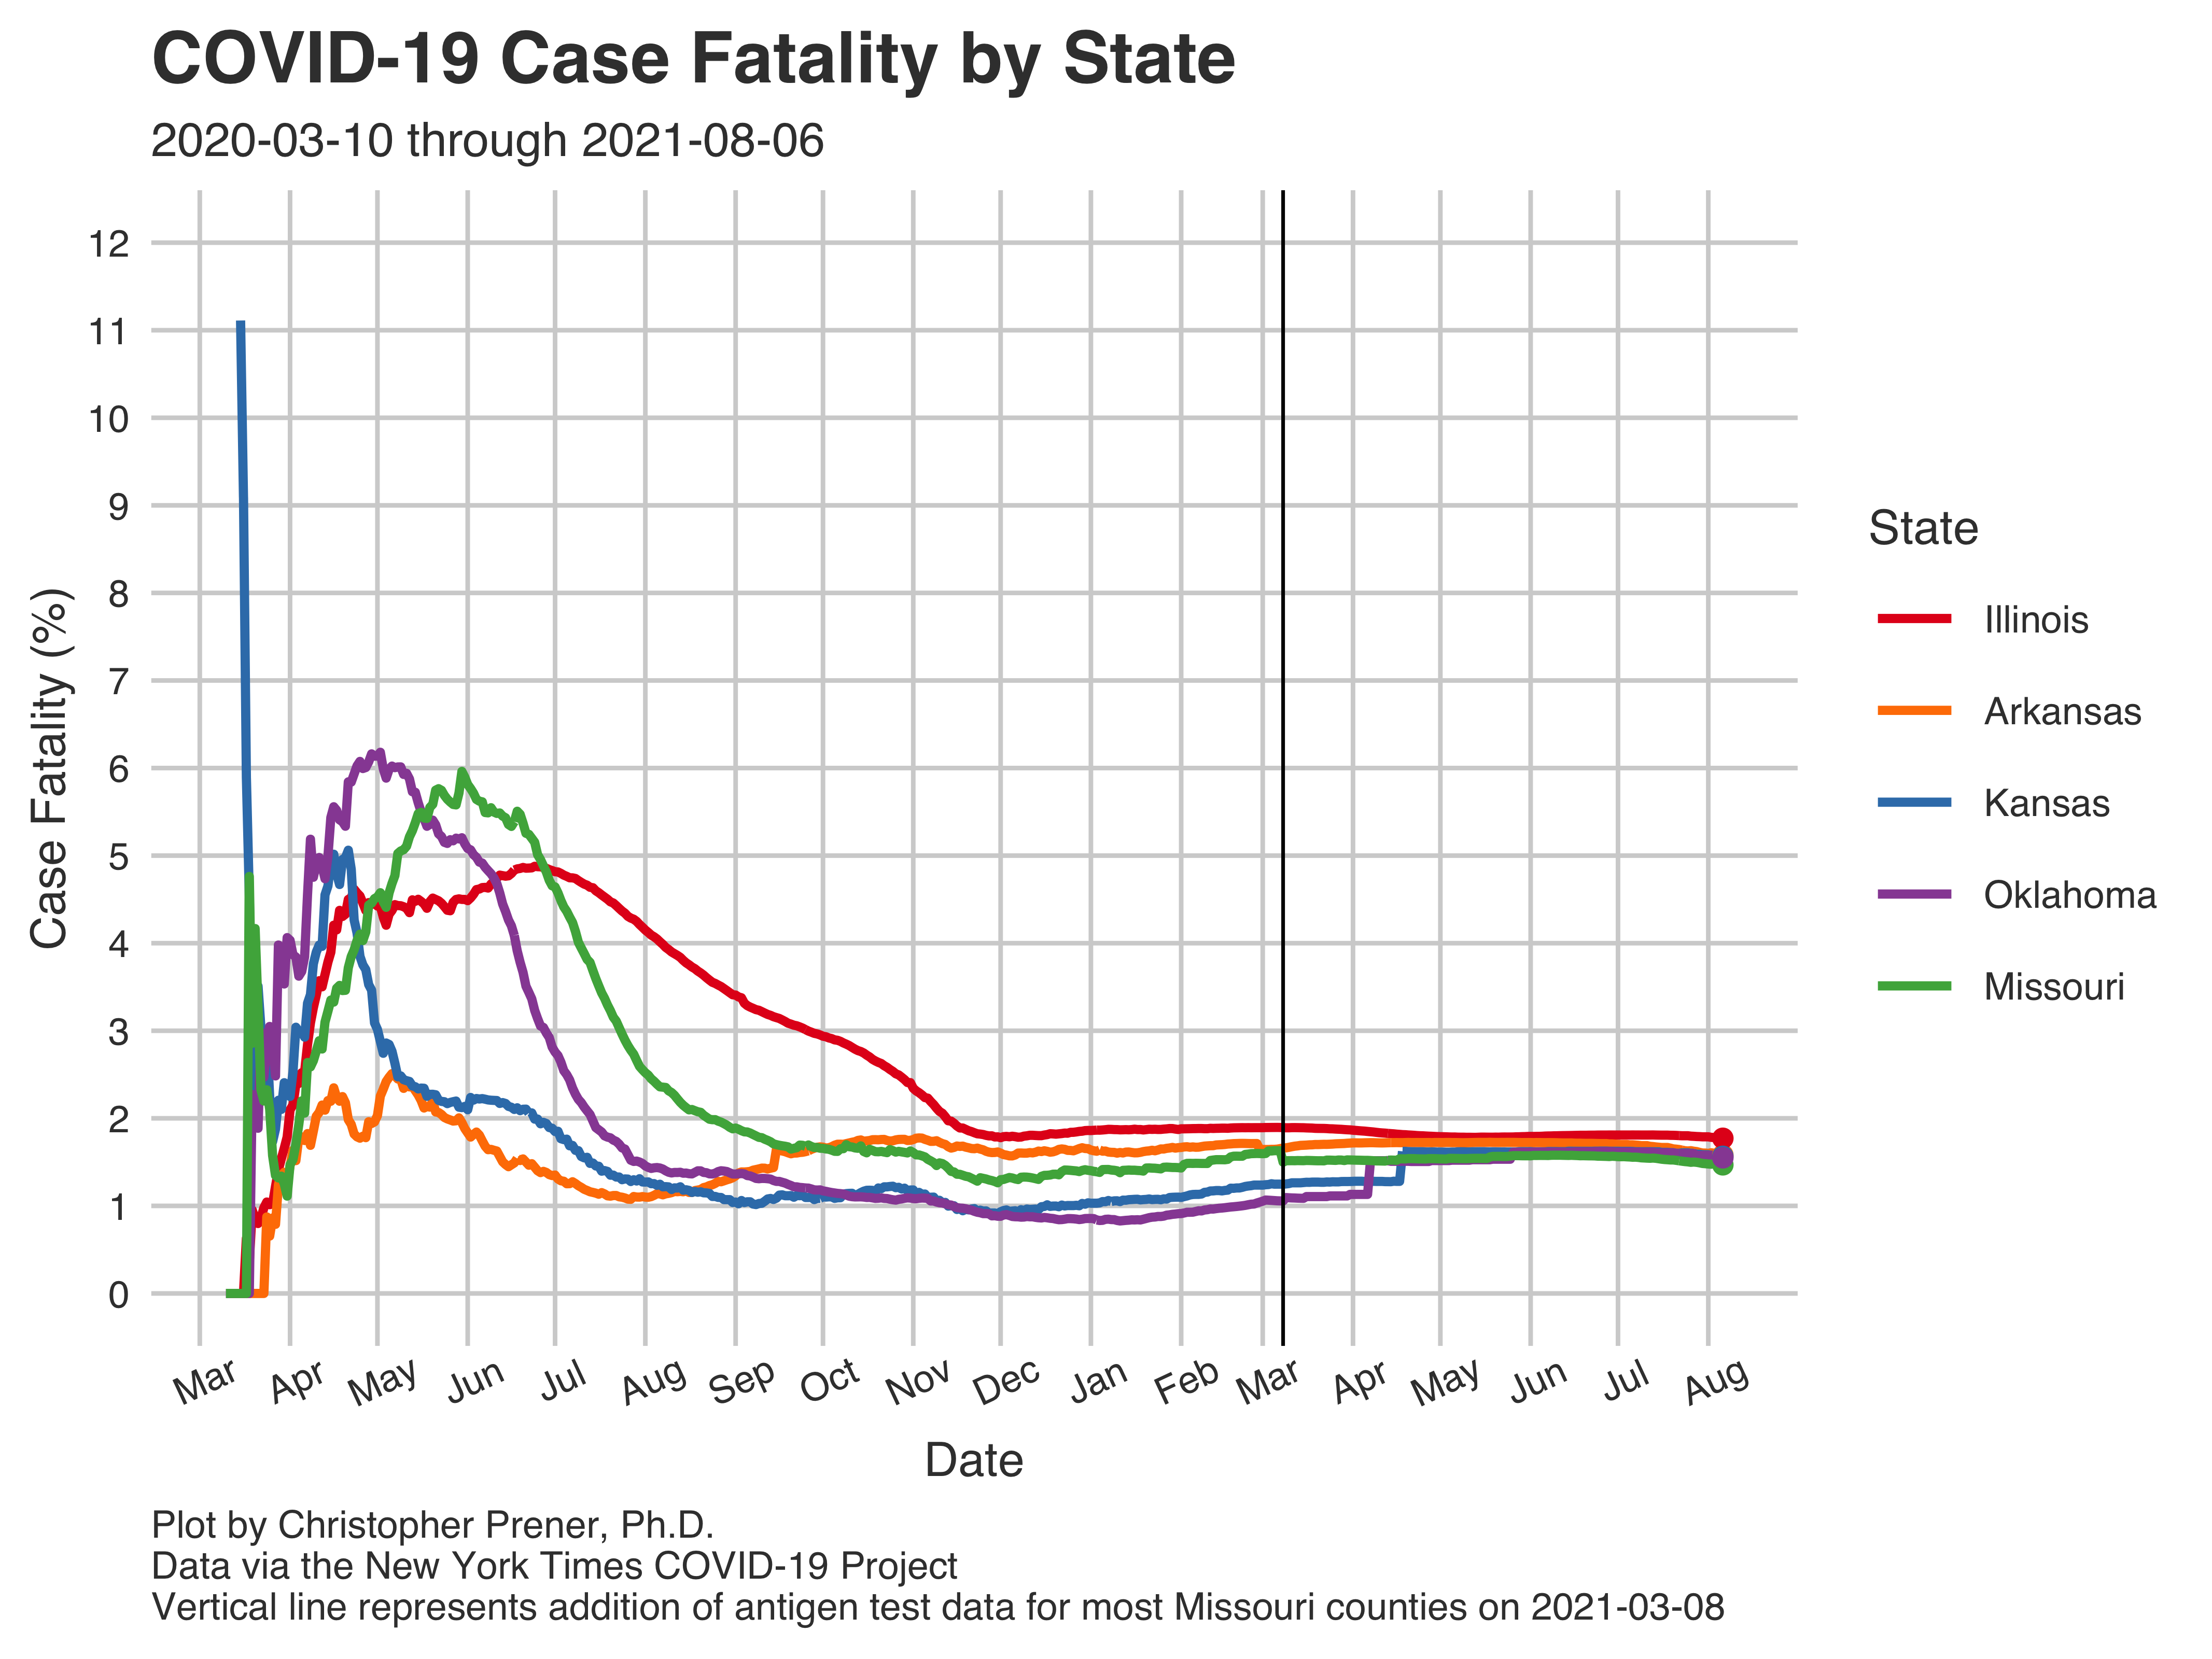 COVID-19 Case Fatality by State
2020-03-10 through 2021-08-06
Case Fatality (%)
12
11
10
9
8
7
6
5
4
3
2
1
0
Mar Apr May Jun Jul Aug Sep Oct Nov Dec Jan Feb Mar Apr May Jun Jul Aug
Date
State
Illinois
Arkansas
Kansas
Oklahoma
Missouri
Plot by Christopher Prener, Ph.D.
Data via the New York Times COVID-19 Project
Vertical line represents addition of antigen test data for most Missouri counties on 2021-03-08